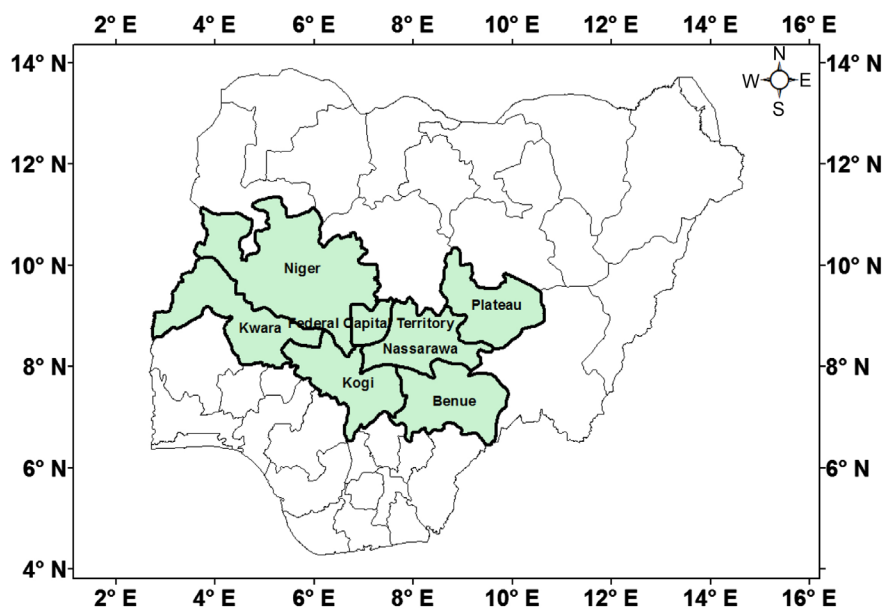 2° E 4° E 6° E 8° E 10° E 12° E 14° E 16° E
N
W E
S
14° N 14° N
12° N 12° N
10° N 10° N
Niger
Plateau
8° N 8° N
Kwara Federal Capital Territory
Nassarawa
Kogi
Benue
6° N 6° N
4° N 4° N
2° E 4° E 6° E 8° E 10° E 12° E 14° E 16° E